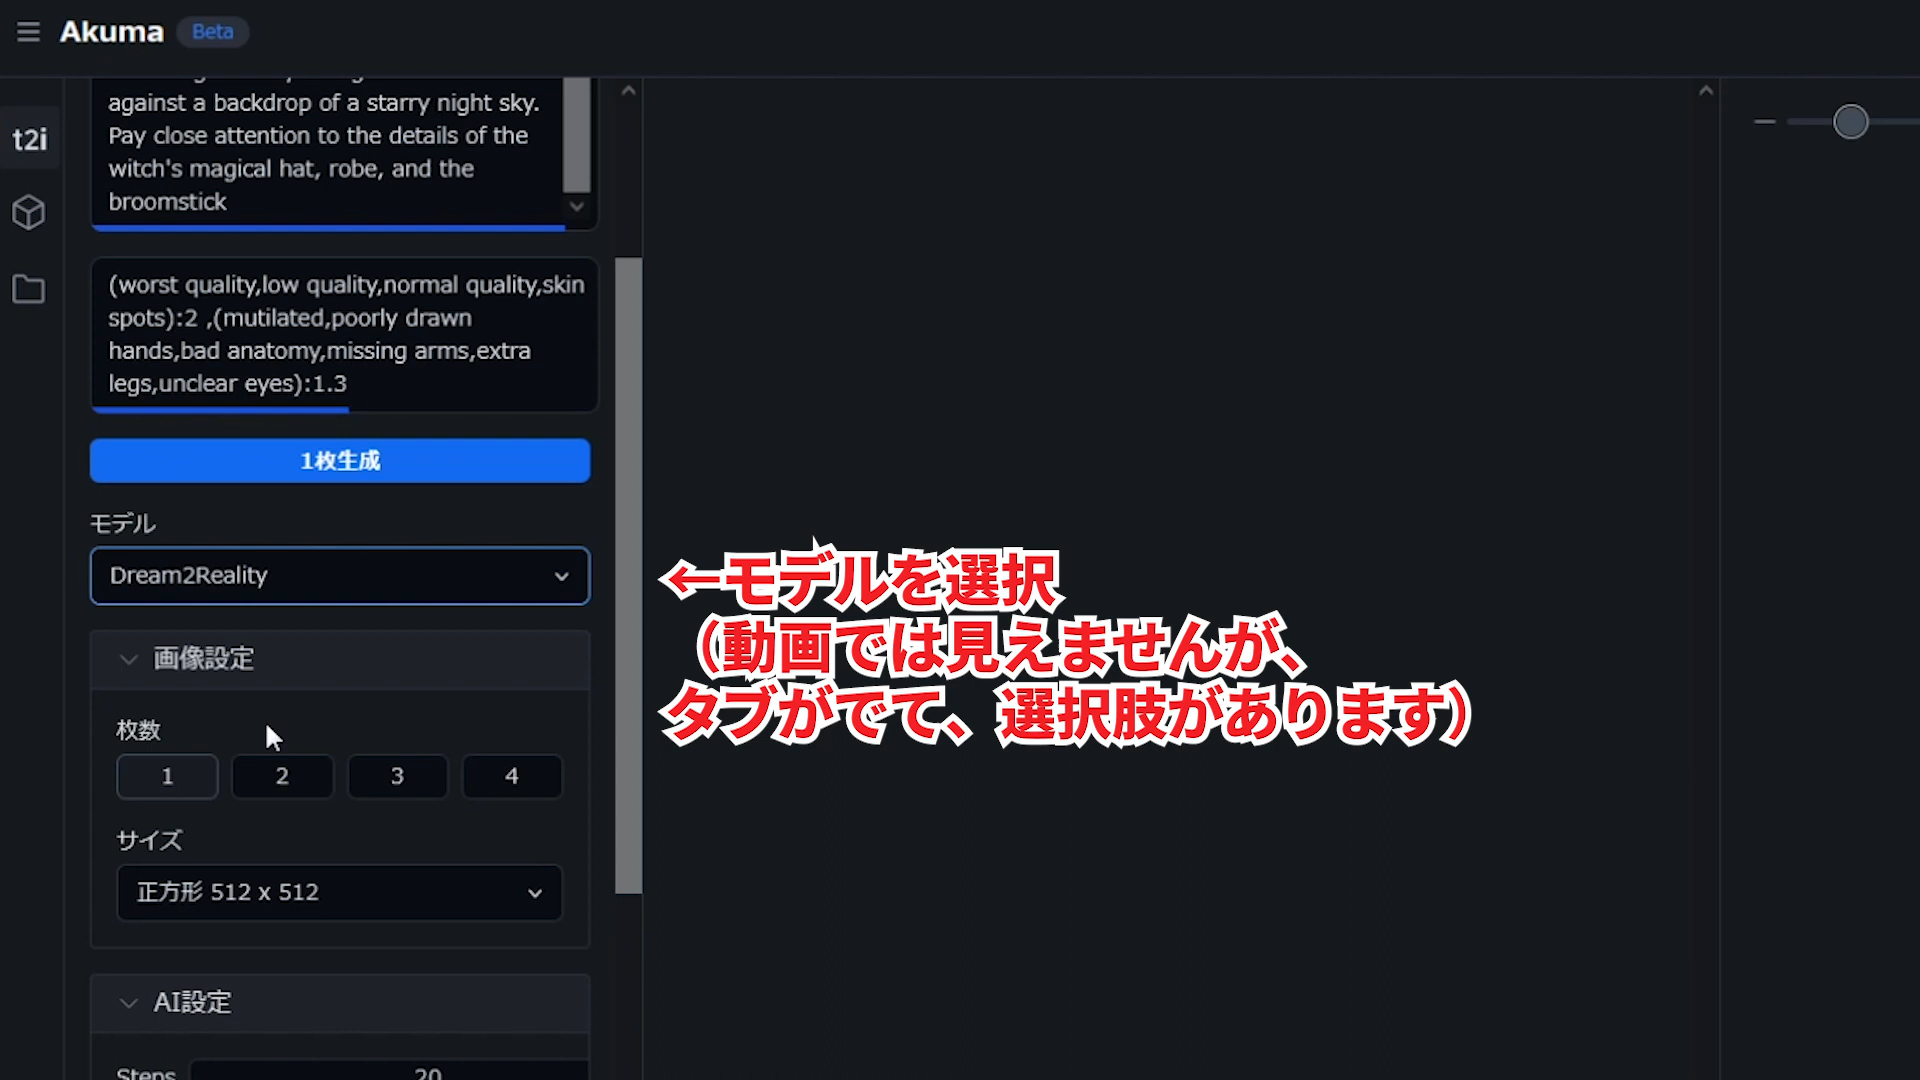 Akuma Beta
t2i
against a backdrop of a starry night sky.
Pay close attention to the details of the
witch's magical hat, robe, and the
broomstick
(worst quality,low quality,normal quality,skin
spots):2 ,(mutilated,poorly drawn
hands,bad anatomy,missing arms,extra
legs,unclear eyes):1.3
1枚生成
モデル
Dream2Reality
←モデルを選択
（動画では見えませんが、
タブがでて、選択肢があります）
画像設定
枚数
1 2 3 4
サイズ
正方形 512 x 512
AI設定
Steps 20